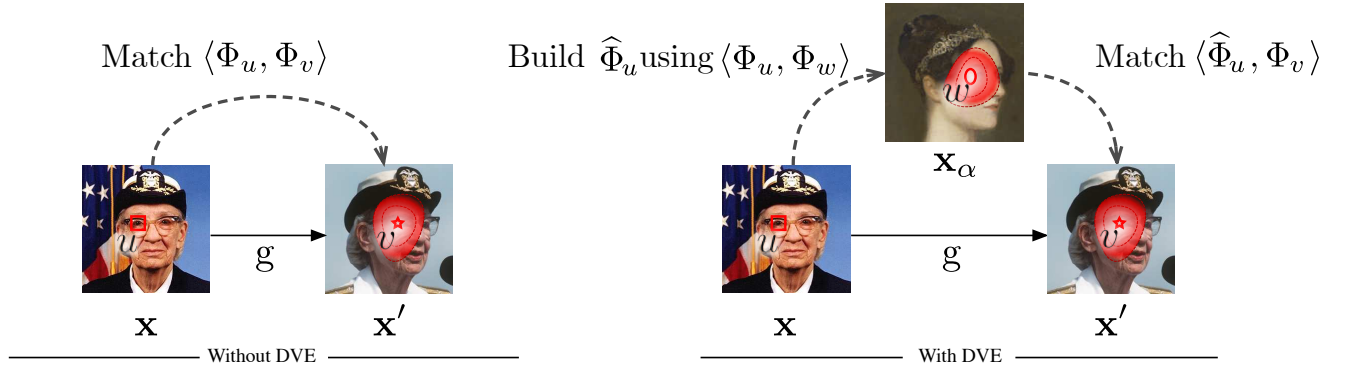 Match ⟨Φ_u, Φ_v⟩
u
v
g
x
x′
Without DVE
Build Φ̂_u using ⟨Φ_u, Φ_w⟩
w
x_α
Match ⟨Φ̂_u, Φ_v⟩
u
v
g
x
x′
With DVE